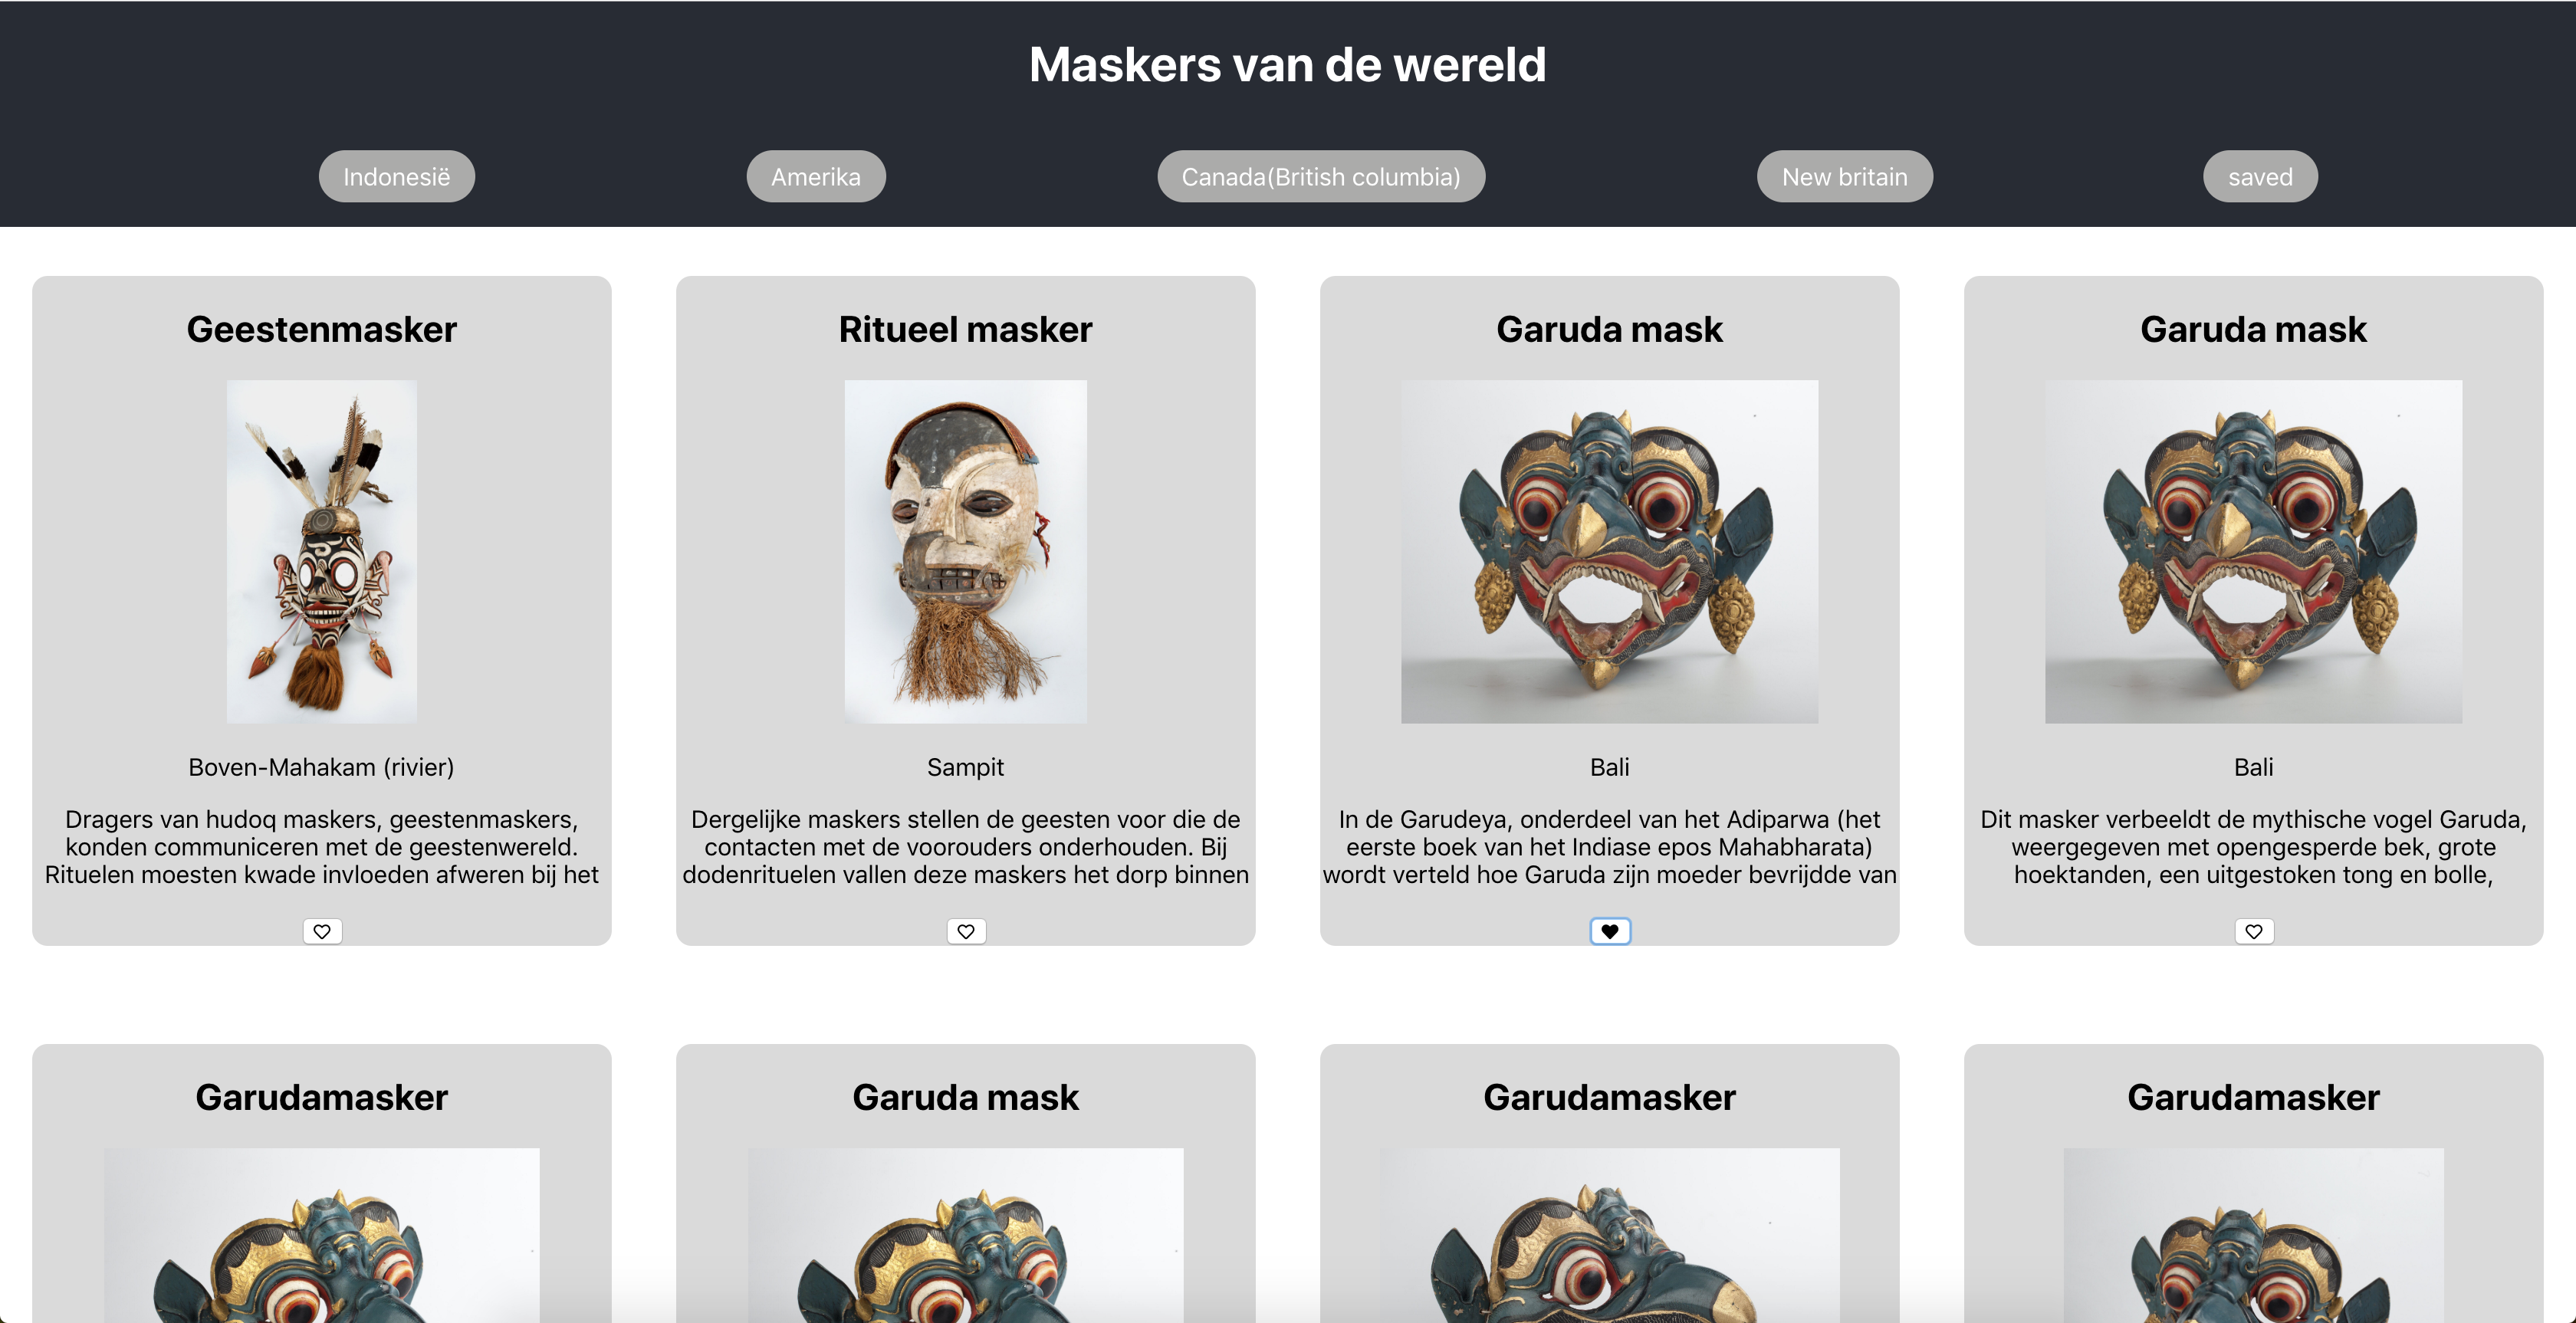 Maskers van de wereld
Indonesië
Amerika
Canada(British columbia)
New britain
saved
Geestenmasker
Boven-Mahakam (rivier)
Dragers van hudoq maskers, geestenmaskers,
konden communiceren met de geestenwereld.
Rituelen moesten kwade invloeden afweren bij het
Ritueel masker
Sampit
Dergelijke maskers stellen de geesten voor die de
contacten met de voorouders onderhouden. Bij
dodenrituelen vallen deze maskers het dorp binnen
Garuda mask
Bali
In de Garudeya, onderdeel van het Adiparwa (het
eerste boek van het Indiase epos Mahabharata)
wordt verteld hoe Garuda zijn moeder bevrijdde van
Garuda mask
Bali
Dit masker verbeeldt de mythische vogel Garuda,
weergegeven met opengesperde bek, grote
hoektanden, een uitgestoken tong en bolle,
Garudamasker
Garuda mask
Garudamasker
Garudamasker